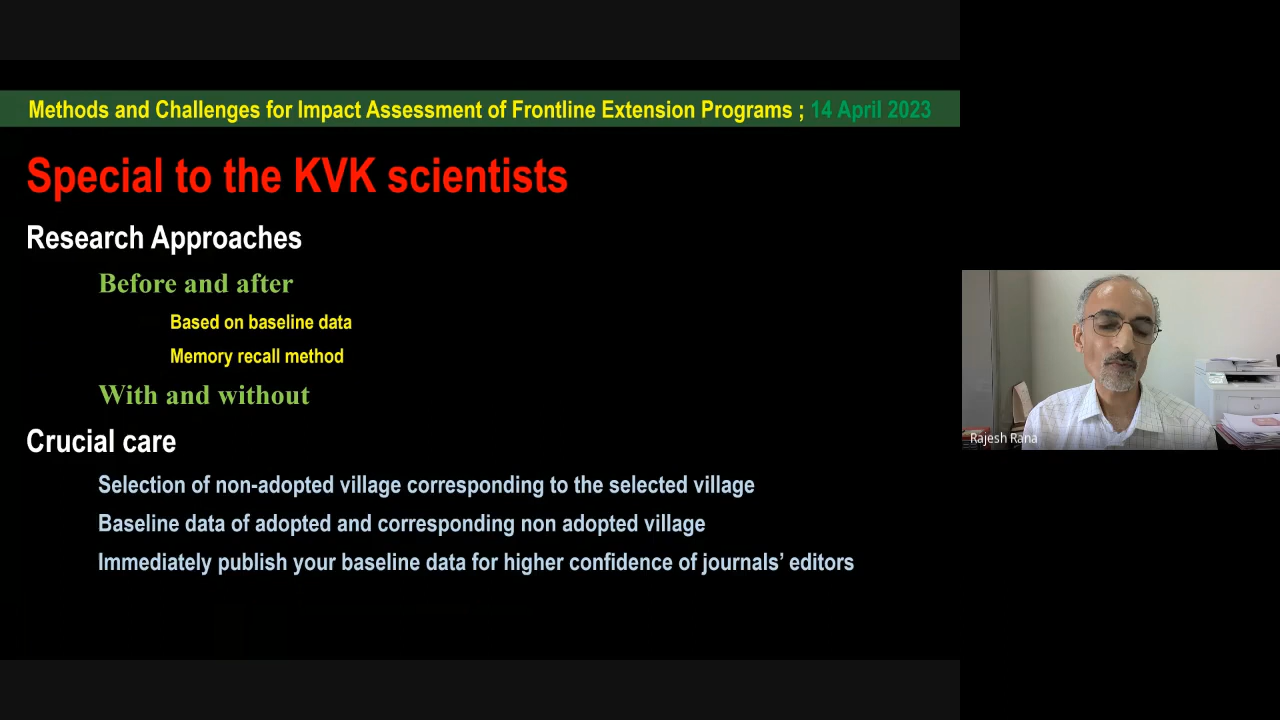 Methods and Challenges for Impact Assessment of Frontline Extension Programs ; 14 April 2023
Special to the KVK scientists
Research Approaches
Before and after
Based on baseline data
Memory recall method
With and without
Crucial care
Selection of non-adopted village corresponding to the selected village
Baseline data of adopted and corresponding non adopted village
Immediately publish your baseline data for higher confidence of journals’ editors
Rajesh Rana